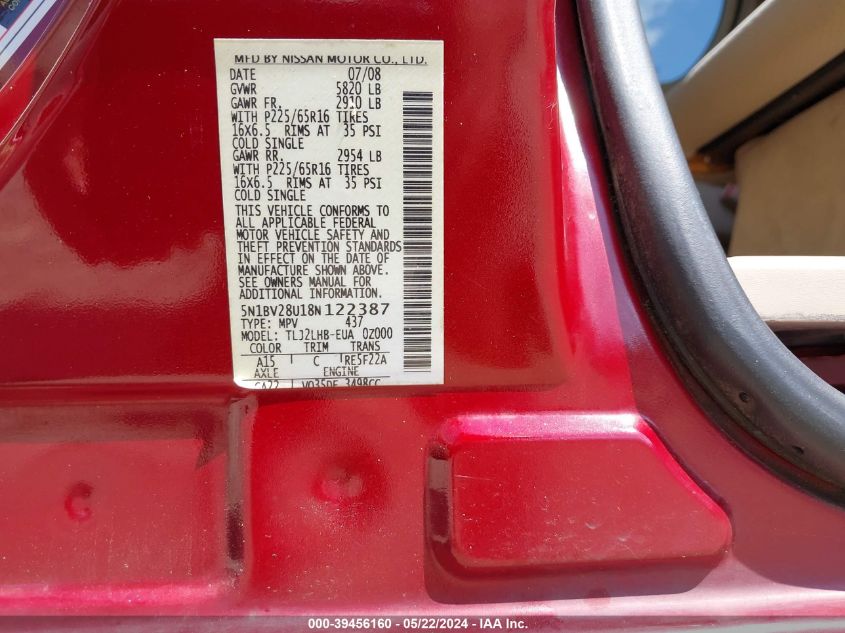 MFD BY NISSAN MOTOR CO., LTD.
DATE 07/08
GVWR 5820 LB
GAWR FR. 2910 LB
WITH P225/65R16 TIRES
16X6.5 RIMS AT 35 PSI
COLD SINGLE
GAWR RR. 2954 LB
WITH P225/65R16 TIRES
16X6.5 RIMS AT 35 PSI
COLD SINGLE
THIS VEHICLE CONFORMS TO
ALL APPLICABLE FEDERAL
MOTOR VEHICLE SAFETY AND
THEFT PREVENTION STANDARDS
IN EFFECT ON THE DATE OF
MANUFACTURE SHOWN ABOVE.
SEE OWNERS MANUAL FOR
ADDITIONAL INFORMATION.
5N1BV28U18N122387
TYPE: MPV 437
MODEL: TLJ2LHB-EUA 0Z000
COLOR TRIM TRANS
A15 C RE5F22A
AXLE ENGINE
GA22 VQ35DE 3498CC
000-39456160 - 05/22/2024 - IAA Inc.